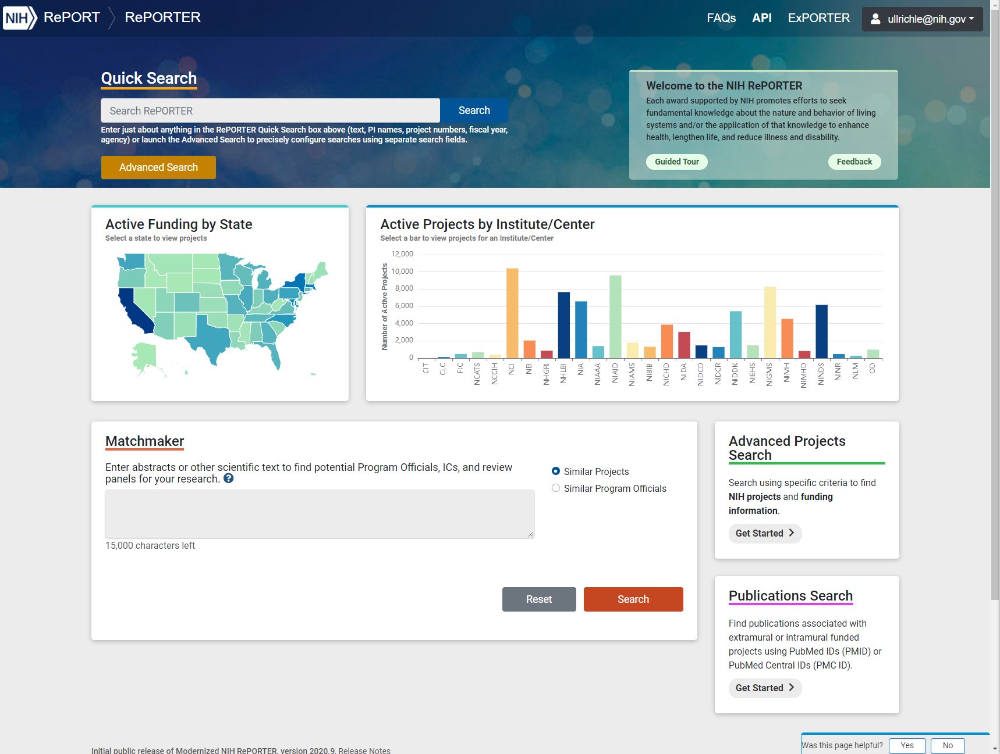 NIH RePORT RePORTER
FAQs API ExPORTER ullrichle@nih.gov
Quick Search
Search RePORTER Search
Enter just about anything in the RePORTER Quick Search box above (text, PI names, project numbers, fiscal year,
agency) or launch the Advanced Search to precisely configure searches using separate search fields.
Advanced Search
Welcome to the NIH RePORTER
Each award supported by NIH promotes efforts to seek
fundamental knowledge about the nature and behavior of living
systems and/or the application of that knowledge to enhance
health, lengthen life, and reduce illness and disability.
Guided Tour Feedback
Active Funding by State
Select a state to view projects
Active Projects by Institute/Center
Select a bar to view projects for an Institute/Center
Number of Active Projects
12,000
10,000
8,000
6,000
4,000
2,000
0
CIT CLC FIC NCATS NCCIH NCI NEI NHGRI NHLBI NIA NIAAA NIAID NIAMS NIBIB NICHD NIDA NIDCD NIDCR NIDDK NIEHS NIGMS NIMH NIMHD NINDS NINR NLM OD
Matchmaker
Enter abstracts or other scientific text to find potential Program Officials, ICs, and review
panels for your research. ?
15,000 characters left
Similar Projects
Similar Program Officials
Reset Search
Advanced Projects
Search
Search using specific criteria to find
NIH projects and funding
information.
Get Started
Publications Search
Find publications associated with
extramural or intramural funded
projects using PubMed IDs (PMID) or
PubMed Central IDs (PMC ID).
Get Started
Initial public release of Modernized NIH RePORTER, version 2020.9. Release Notes
Was this page helpful? Yes No